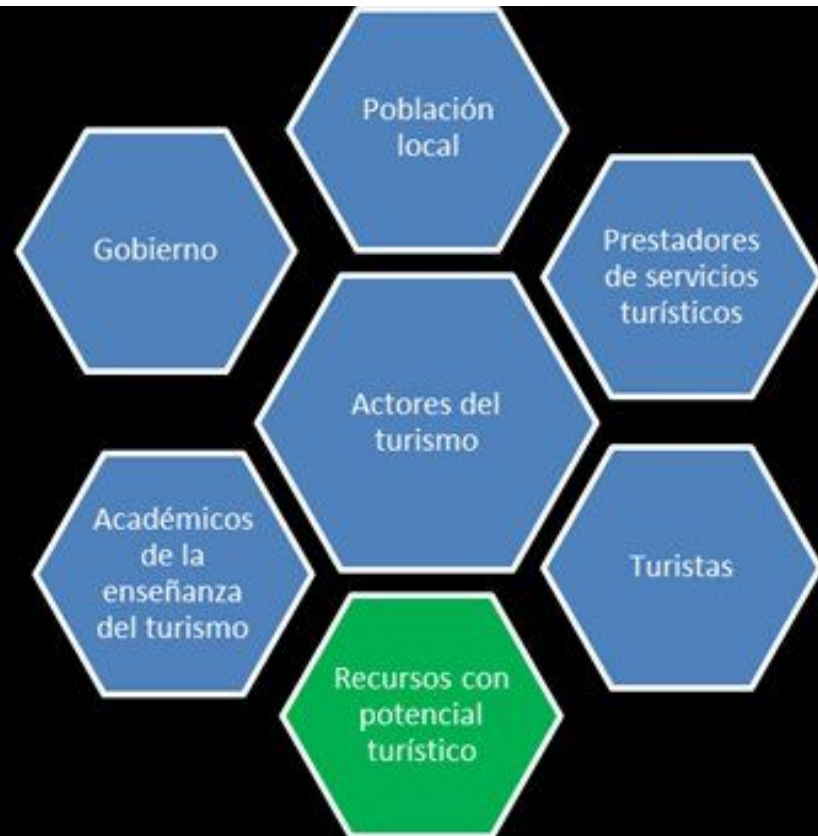 Población
local
Gobierno
Prestadores
de servicios
turísticos
Actores del
turismo
Académicos
de la
enseñanza
del turismo
Turistas
Recursos con
potencial
turístico